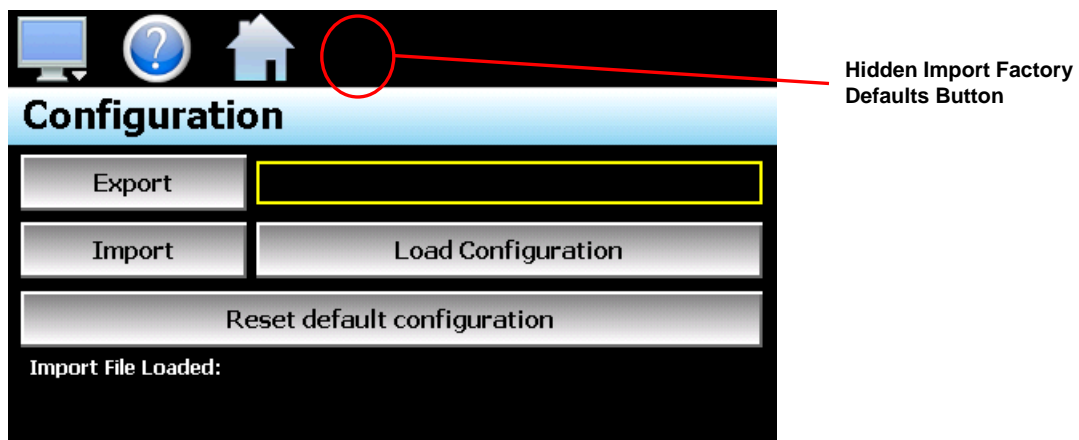 ?
Hidden Import Factory
Defaults Button
Configuration
Export
Import
Load Configuration
Reset default configuration
Import File Loaded: